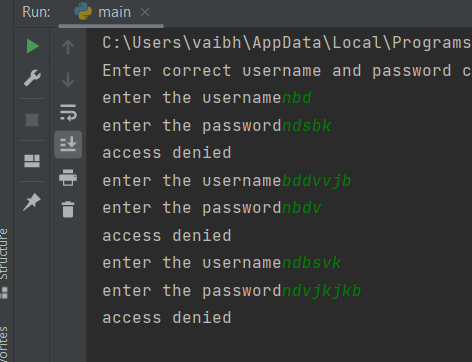 Run: main
C:\Users\vaibh\AppData\Local\Programs
Enter correct username and password c
enter the usernamenbd
enter the passwordndsbk
access denied
enter the usernamebddvvjb
enter the passwordnbdv
access denied
enter the usernamendbsvk
enter the passwordndvjkjkb
access denied
Structure